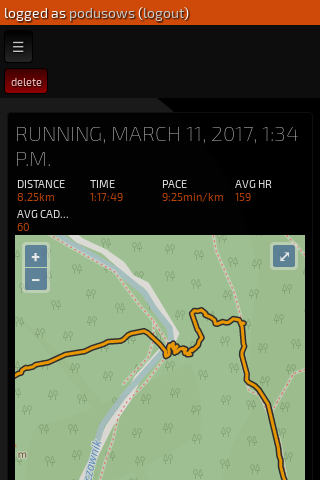 logged as podusows (logout)
☰
delete
RUNNING, MARCH 11, 2017, 1:34
P.M.
DISTANCE TIME PACE AVG HR
8.25km 1:17:49 9:25min/km 159
AVG CAD...
60
+
−
m